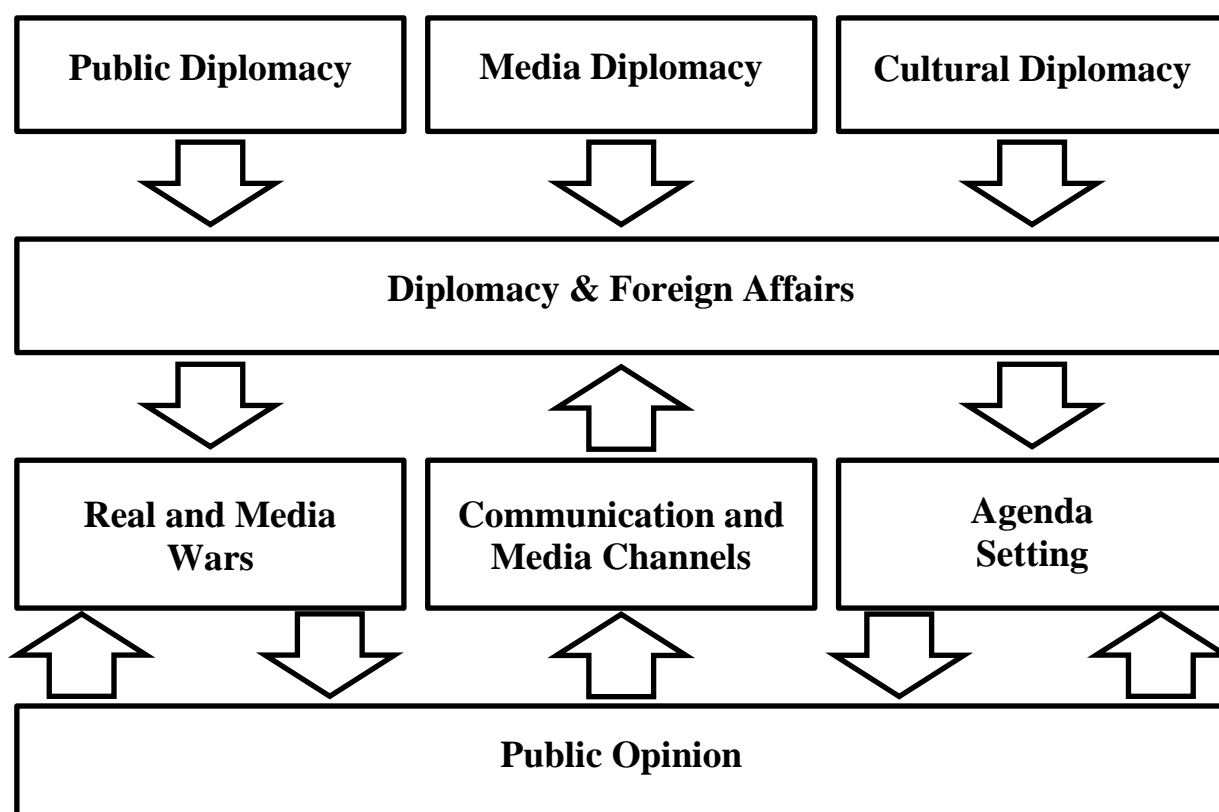 Public Diplomacy
Media Diplomacy
Cultural Diplomacy
Diplomacy & Foreign Affairs
Real and Media
Wars
Communication and
Media Channels
Agenda
Setting
Public Opinion